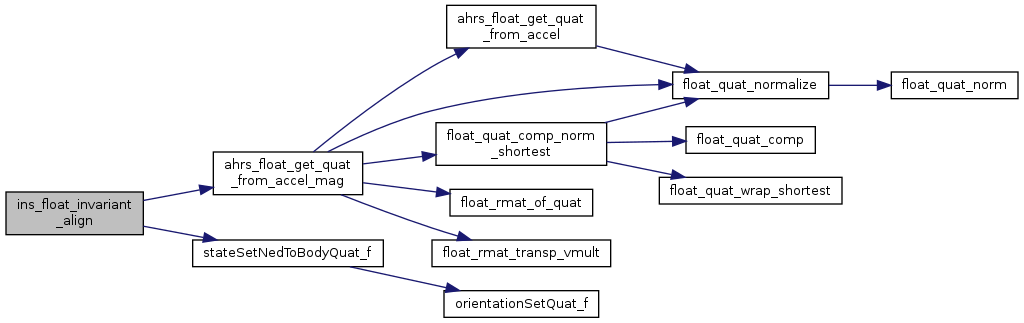 ahrs_float_get_quat
_from_accel
float_quat_normalize
float_quat_norm
float_quat_comp_norm
_shortest
float_quat_comp
ahrs_float_get_quat
_from_accel_mag
float_quat_wrap_shortest
ins_float_invariant
_align
float_rmat_of_quat
stateSetNedToBodyQuat_f
float_rmat_transp_vmult
orientationSetQuat_f